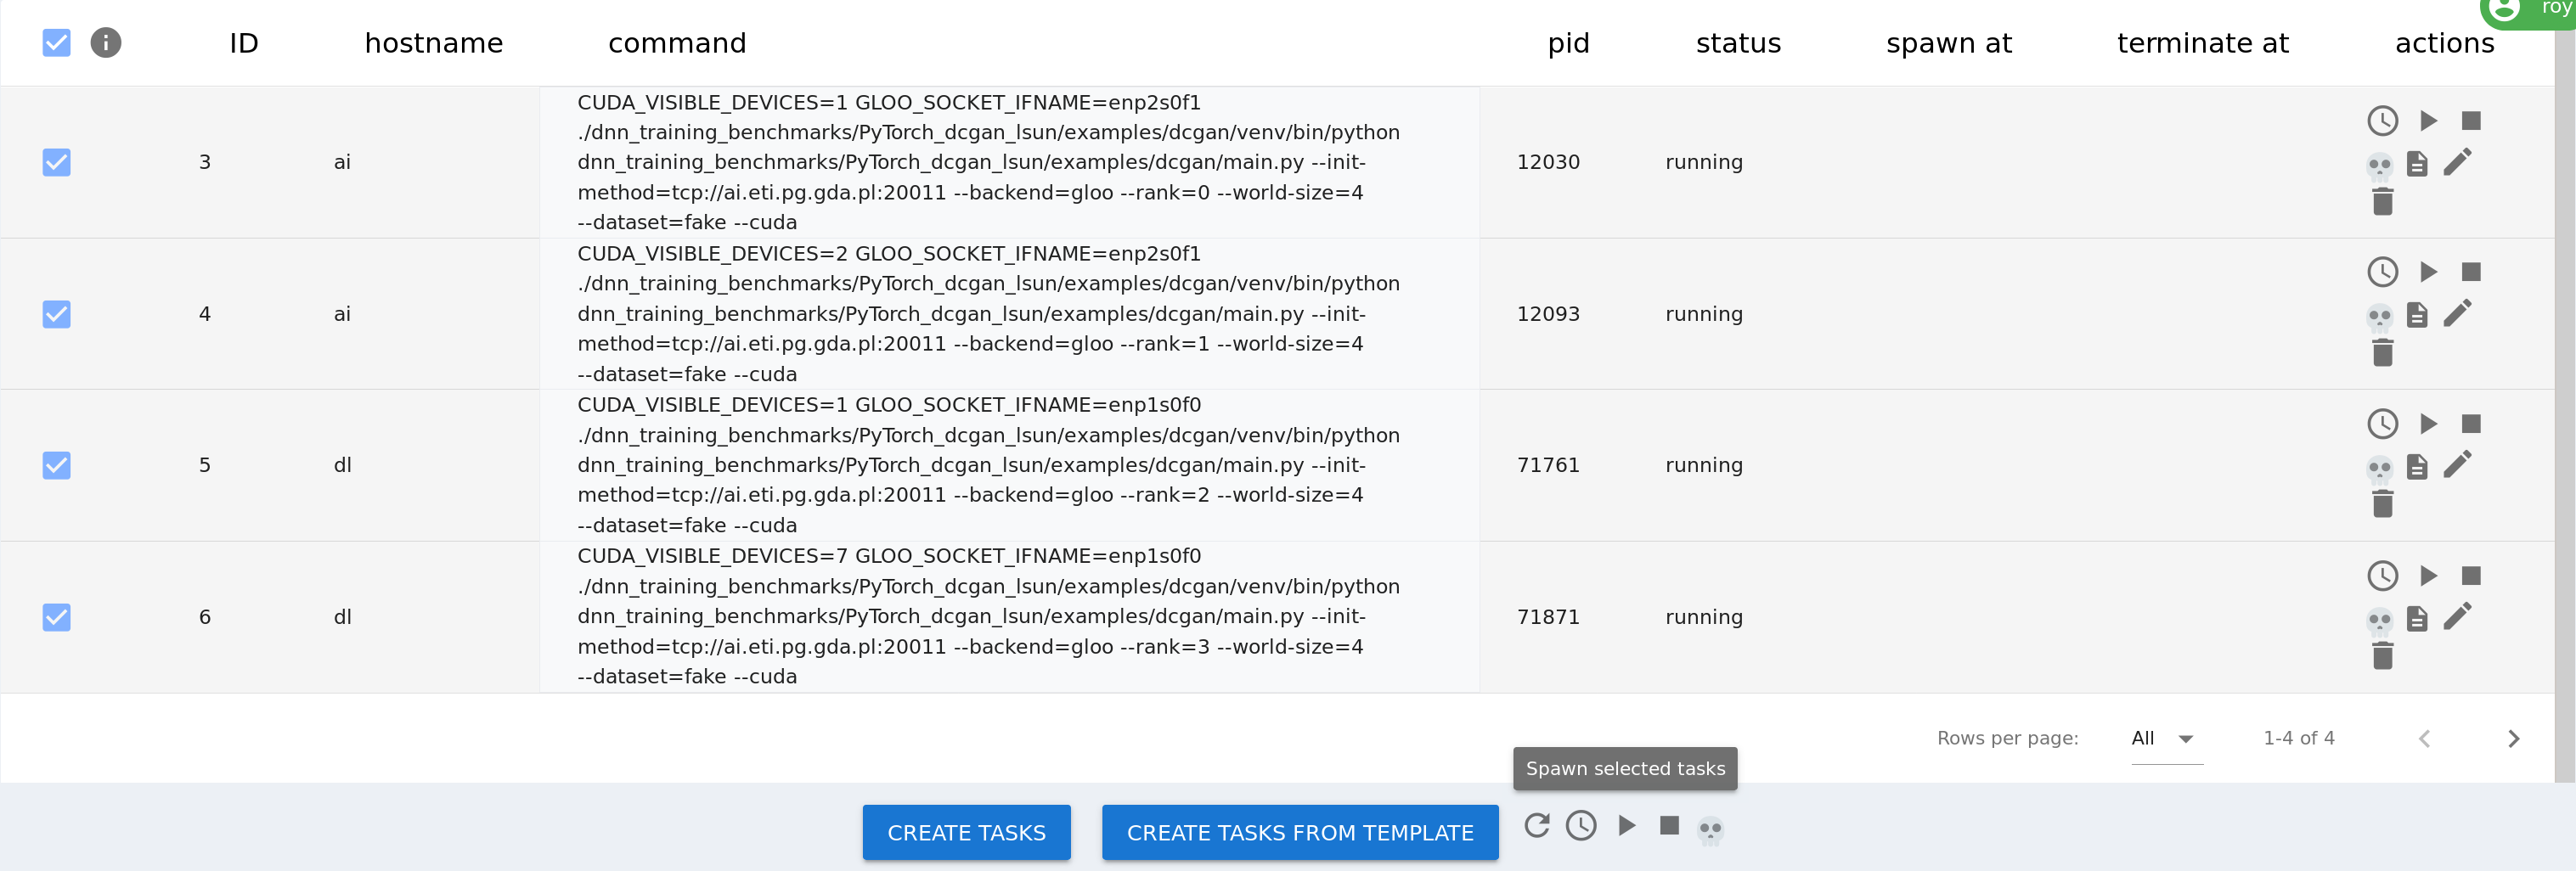 roy
ID hostname command pid status spawn at terminate at actions
CUDA_VISIBLE_DEVICES=1 GLOO_SOCKET_IFNAME=enp2s0f1
./dnn_training_benchmarks/PyTorch_dcgan_lsun/examples/dcgan/venv/bin/python
3 ai dnn_training_benchmarks/PyTorch_dcgan_lsun/examples/dcgan/main.py --init- 12030 running
method=tcp://ai.eti.pg.gda.pl:20011 --backend=gloo --rank=0 --world-size=4
--dataset=fake --cuda
CUDA_VISIBLE_DEVICES=2 GLOO_SOCKET_IFNAME=enp2s0f1
./dnn_training_benchmarks/PyTorch_dcgan_lsun/examples/dcgan/venv/bin/python
4 ai dnn_training_benchmarks/PyTorch_dcgan_lsun/examples/dcgan/main.py --init- 12093 running
method=tcp://ai.eti.pg.gda.pl:20011 --backend=gloo --rank=1 --world-size=4
--dataset=fake --cuda
CUDA_VISIBLE_DEVICES=1 GLOO_SOCKET_IFNAME=enp1s0f0
./dnn_training_benchmarks/PyTorch_dcgan_lsun/examples/dcgan/venv/bin/python
5 dl dnn_training_benchmarks/PyTorch_dcgan_lsun/examples/dcgan/main.py --init- 71761 running
method=tcp://ai.eti.pg.gda.pl:20011 --backend=gloo --rank=2 --world-size=4
--dataset=fake --cuda
CUDA_VISIBLE_DEVICES=7 GLOO_SOCKET_IFNAME=enp1s0f0
./dnn_training_benchmarks/PyTorch_dcgan_lsun/examples/dcgan/venv/bin/python
6 dl dnn_training_benchmarks/PyTorch_dcgan_lsun/examples/dcgan/main.py --init- 71871 running
method=tcp://ai.eti.pg.gda.pl:20011 --backend=gloo --rank=3 --world-size=4
--dataset=fake --cuda
Rows per page: All 1-4 of 4
Spawn selected tasks
CREATE TASKS CREATE TASKS FROM TEMPLATE